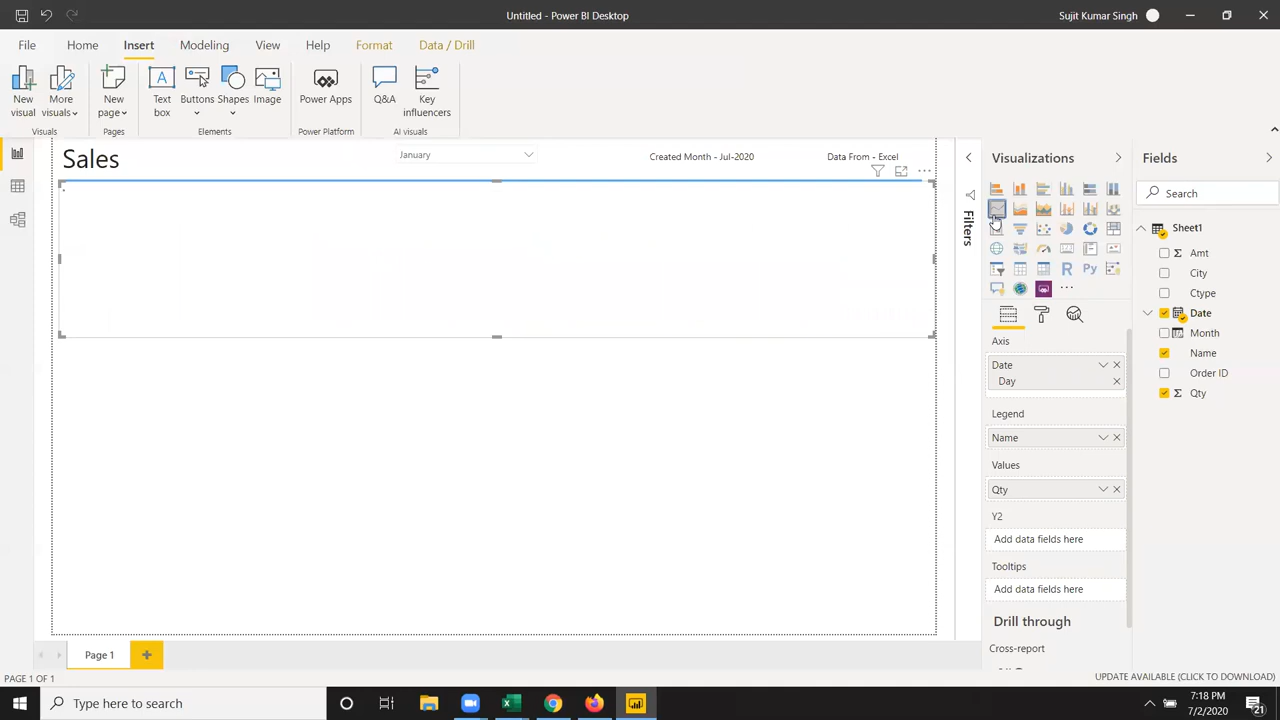 Untitled - Power BI Desktop
Sujit Kumar Singh
File
Home
Insert
Modeling
View
Help
Format
Data / Drill
New visual
More visuals
New page
Text box
Buttons
Shapes
Image
Power Apps
Q&A
Key influencers
Visuals
Pages
Elements
Power Platform
AI visuals
Sales
January
Created Month - Jul-2020
Data From - Excel
Filters
Visualizations
R
Py
Axis
Date
Day
Legend
Name
Values
Qty
Y2
Add data fields here
Tooltips
Add data fields here
Drill through
Cross-report
Fields
Search
Sheet1
Amt
City
Ctype
Date
Month
Name
Order ID
Qty
Page 1
PAGE 1 OF 1
UPDATE AVAILABLE (CLICK TO DOWNLOAD)
Type here to search
7:18 PM
7/2/2020
21